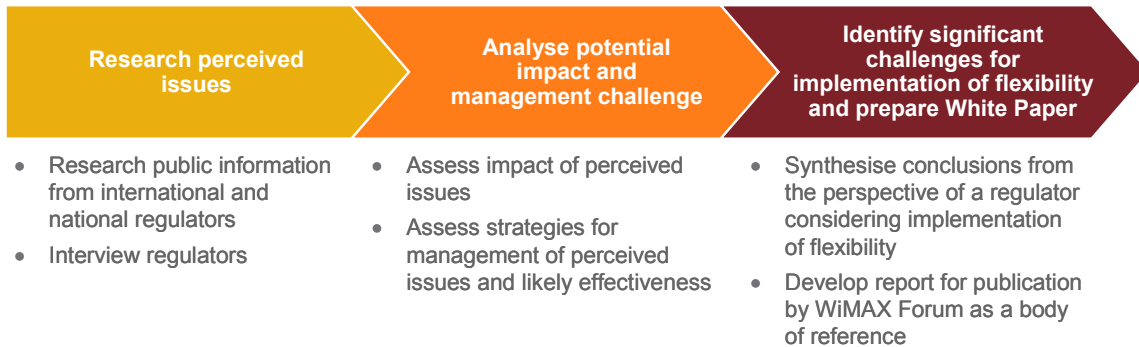 Research perceived
issues
Analyse potential
impact and
management challenge
Identify significant
challenges for
implementation of flexibility
and prepare White Paper
• Research public information
from international and
national regulators
• Interview regulators
• Assess impact of perceived
issues
• Assess strategies for
management of perceived
issues and likely effectiveness
• Synthesise conclusions from
the perspective of a regulator
considering implementation
of flexibility
• Develop report for publication
by WiMAX Forum as a body
of reference